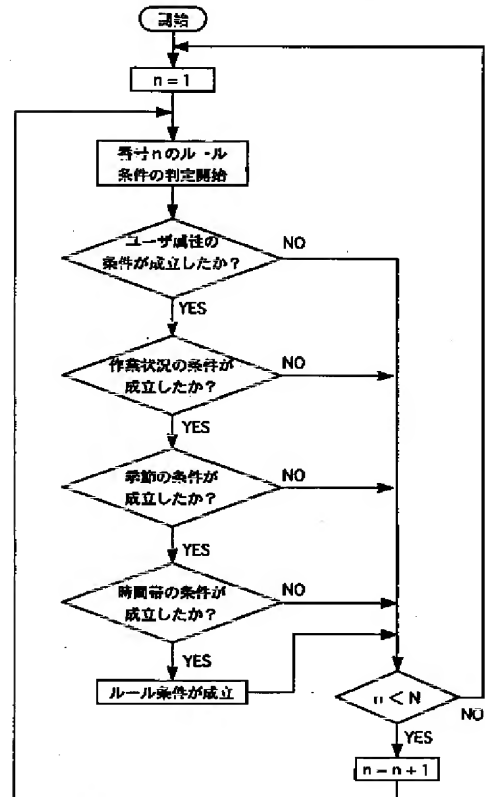 開始
n = 1
番号nのルール
条件の判定開始
ユーザ属性の
条件が成立したか?
NO
YES
作業状況の条件が
成立したか?
NO
YES
季節の条件が
成立したか?
NO
YES
時間帯の条件が
成立したか?
NO
YES
ルール条件が成立
n < N
NO
YES
n = n + 1